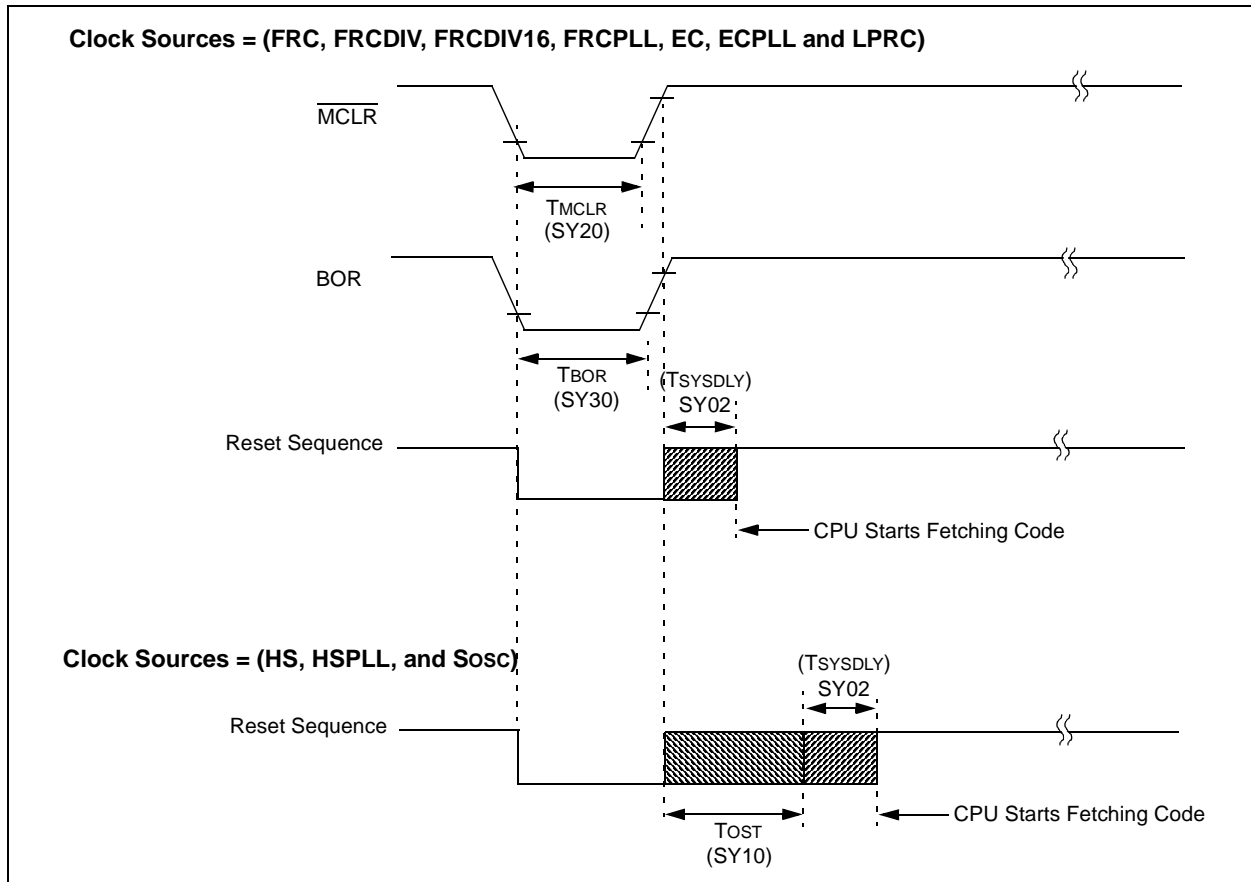 Clock Sources = (FRC, FRCDIV, FRCDIV16, FRCPLL, EC, ECPLL and LPRC)
MCLR
TMCLR
(SY20)
BOR
TBOR
(SY30)
(TSYSDLY)
SY02
Reset Sequence
CPU Starts Fetching Code
Clock Sources = (HS, HSPLL, and SOSC)
(TSYSDLY)
SY02
Reset Sequence
CPU Starts Fetching Code
TOST
(SY10)